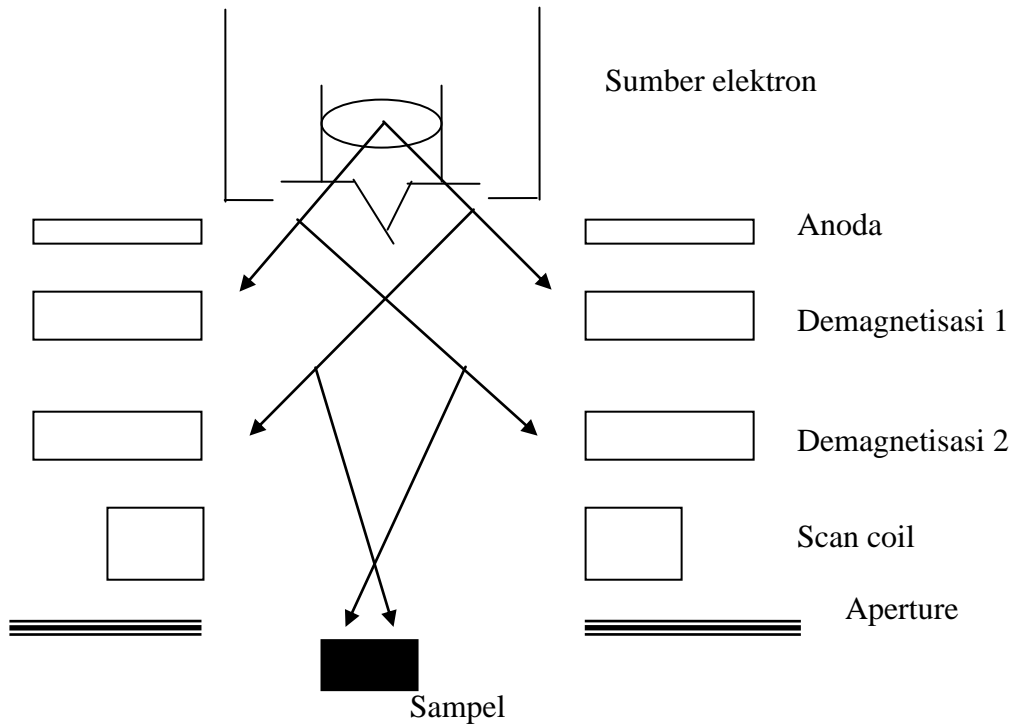 Sumber elektron
Anoda
Demagnetisasi 1
Demagnetisasi 2
Scan coil
Aperture
Sampel